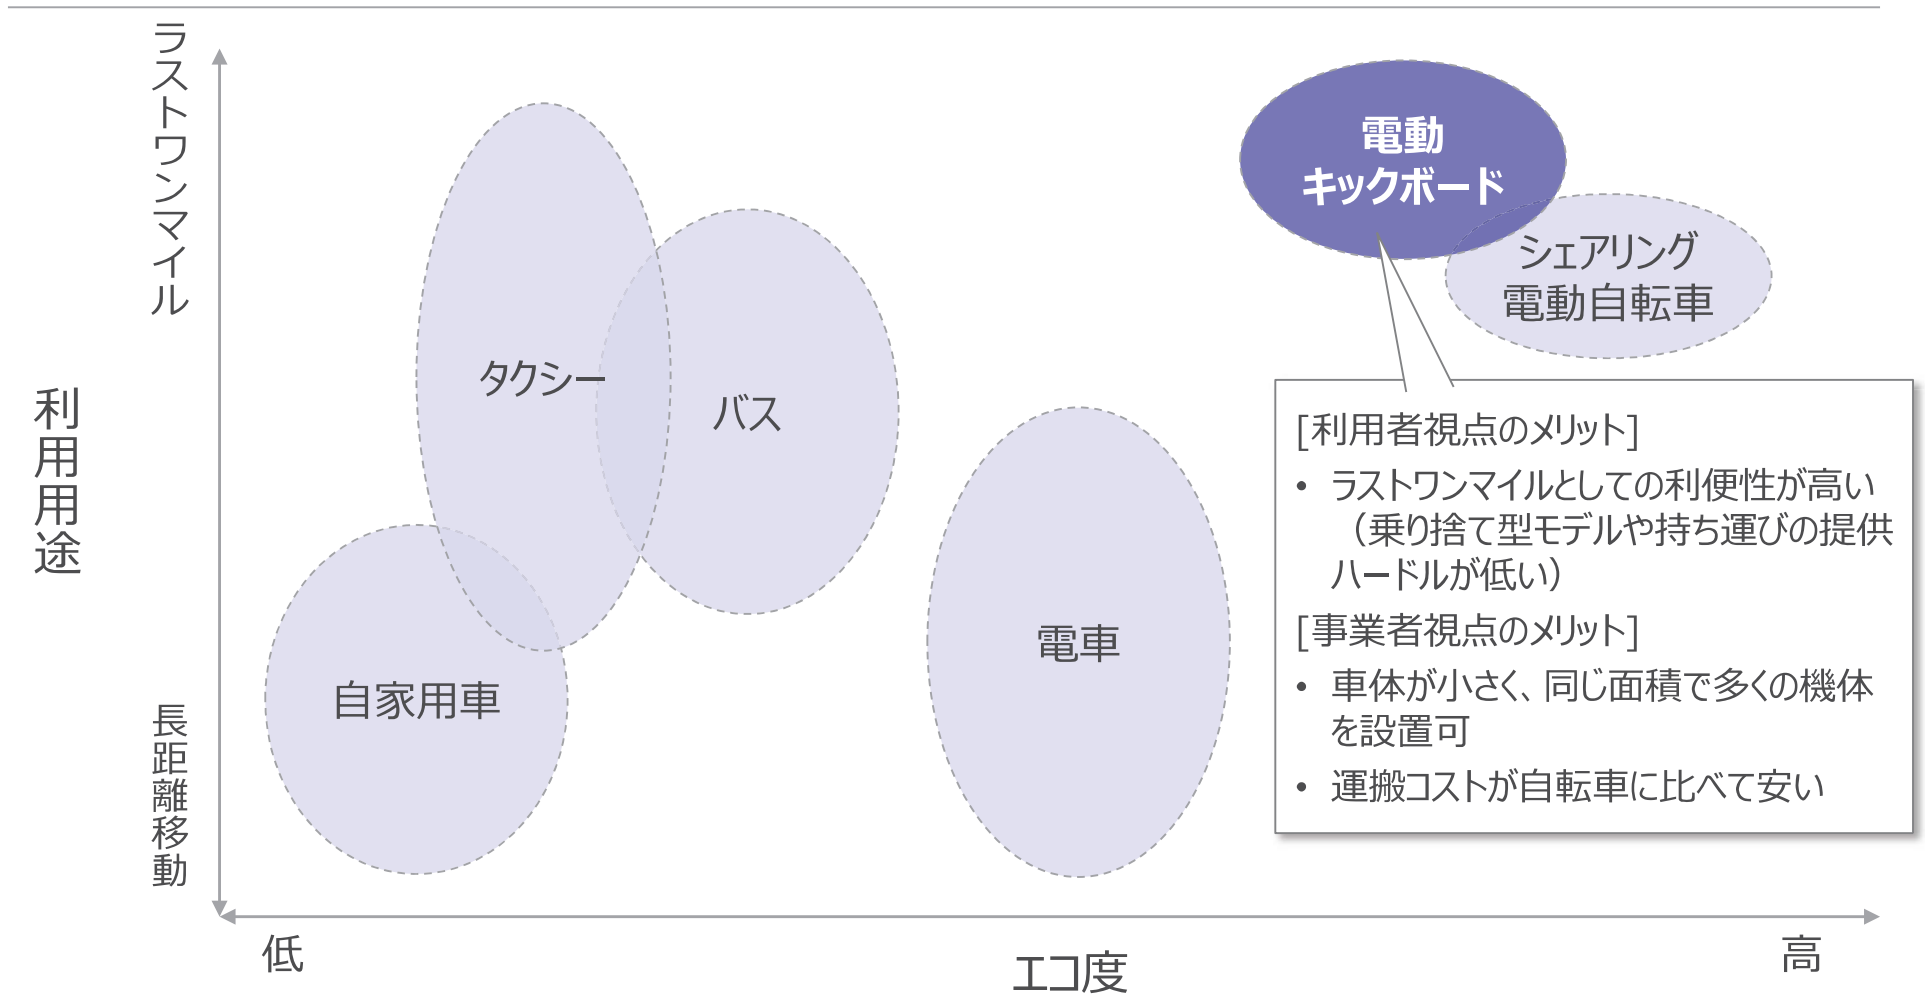 利用用途
ラストワンマイル
長距離移動
電動
キックボード
シェアリング
電動自転車
タクシー
バス
電車
自家用車
[利用者視点のメリット]
• ラストワンマイルとしての利便性が高い
（乗り捨て型モデルや持ち運びの提供
ハードルが低い）
[事業者視点のメリット]
• 車体が小さく、同じ面積で多くの機体
を設置可
• 運搬コストが自転車に比べて安い
低
エコ度
高